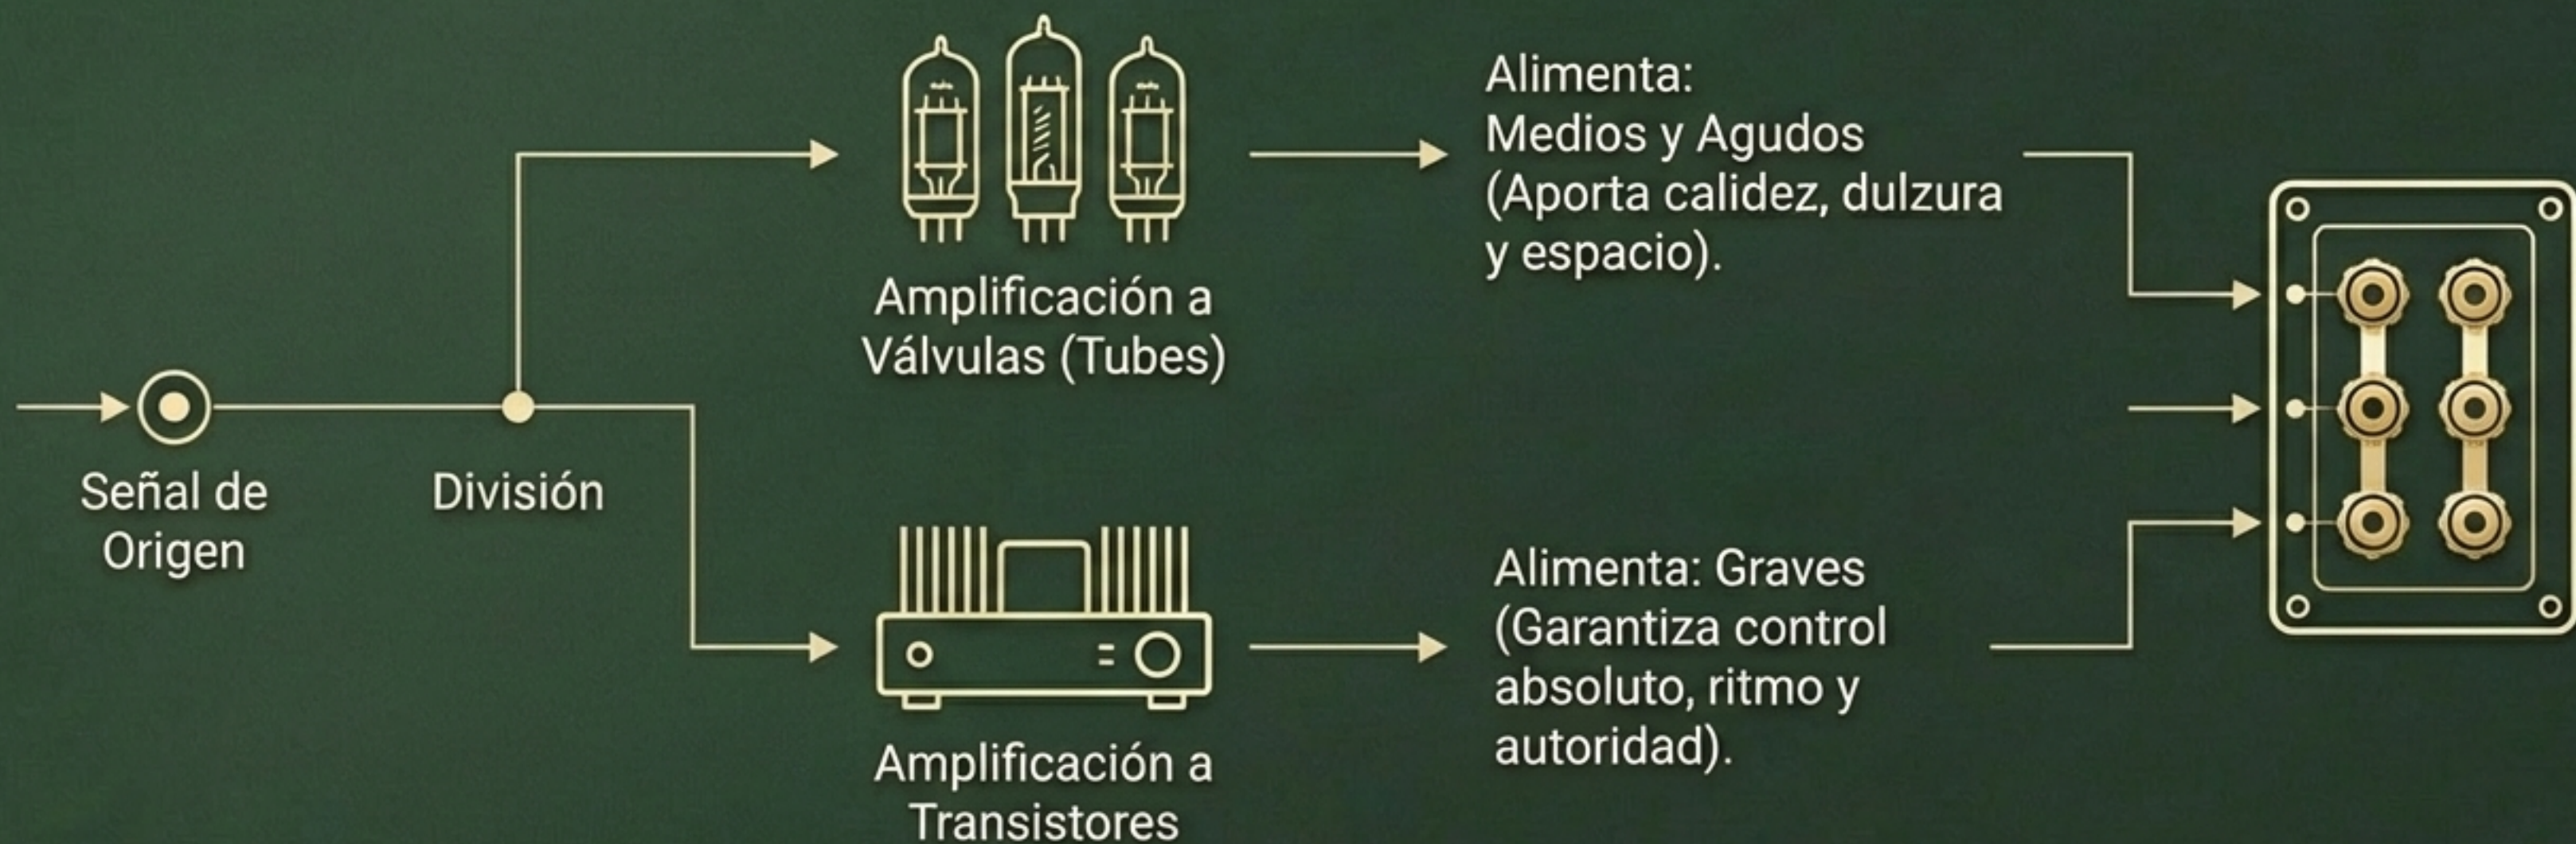 Señal de
Origen
División
Amplificación a
Válvulas (Tubes)
Alimenta:
Medios y Agudos
(Aporta calidez, dulzura
y espacio).
Amplificación a
Transistores
Alimenta: Graves
(Garantiza control
absoluto, ritmo y
autoridad).